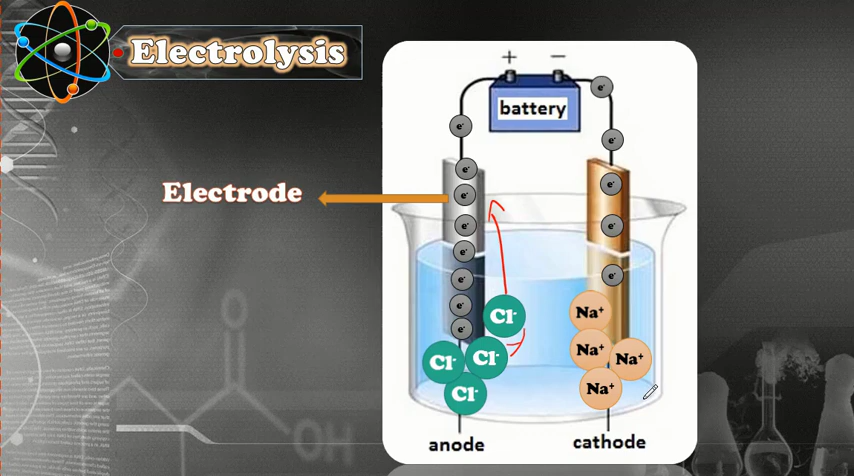 Electrolysis
+ −
battery
e-
e-
e-
e-
e-
e-
Electrode
e-
e-
e-
e-
e-
e-
e-
Cl-
Cl-
Cl-
Cl-
Na+
Na+
Na+
Na+
anode
cathode
O
OH